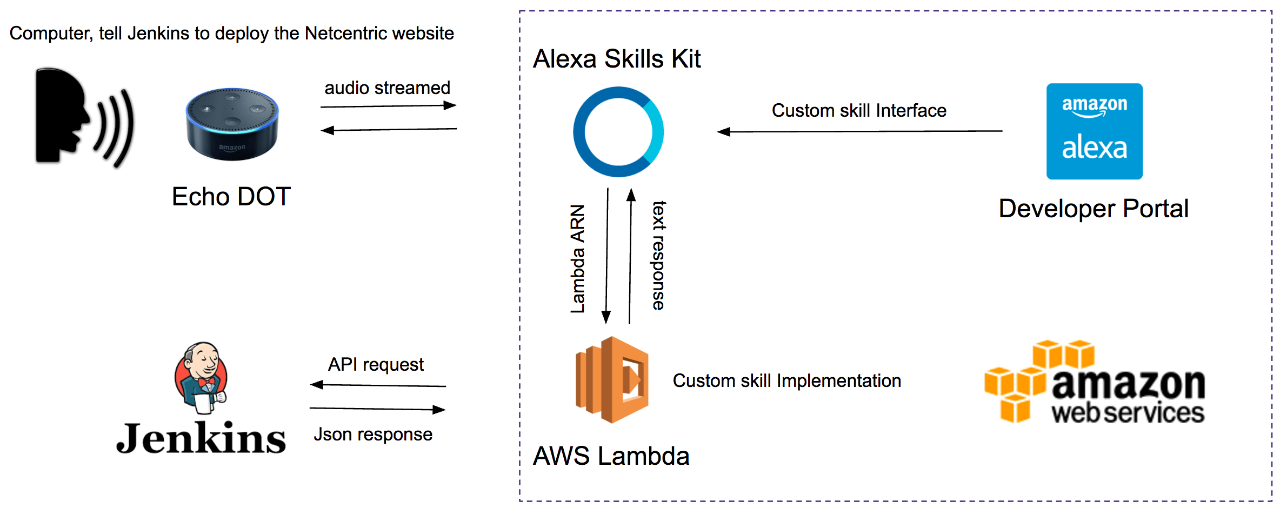 Computer, tell Jenkins to deploy the Netcentric website
Alexa Skills Kit
audio streamed
amazon
Echo DOT
Custom skill Interface
amazon
alexa
Developer Portal
Lambda ARN
text response
API request
Json response
Jenkins
Custom skill Implementation
AWS Lambda
amazon
web services